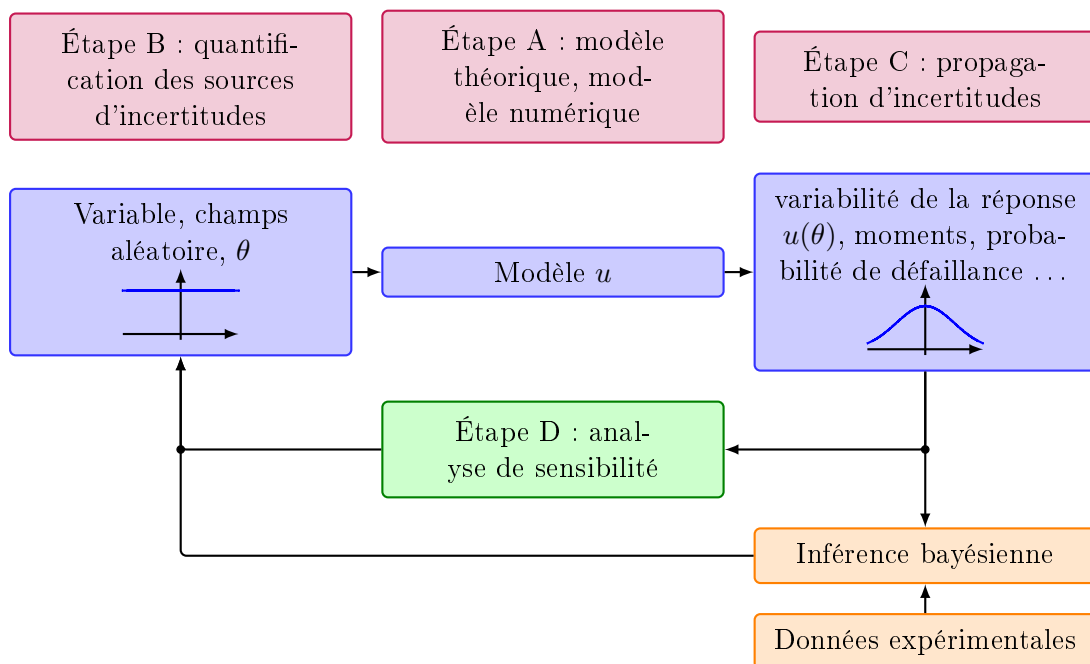 Étape B : quantifi-
cation des sources
d'incertitudes
Étape A : modèle
théorique, mod-
èle numérique
Étape C : propaga-
tion d'incertitudes
Variable, champs
aléatoire, θ
Modèle u
variabilité de la réponse
u(θ), moments, proba-
bilité de défaillance ...
Étape D : anal-
yse de sensibilité
Inférence bayésienne
Données expérimentales